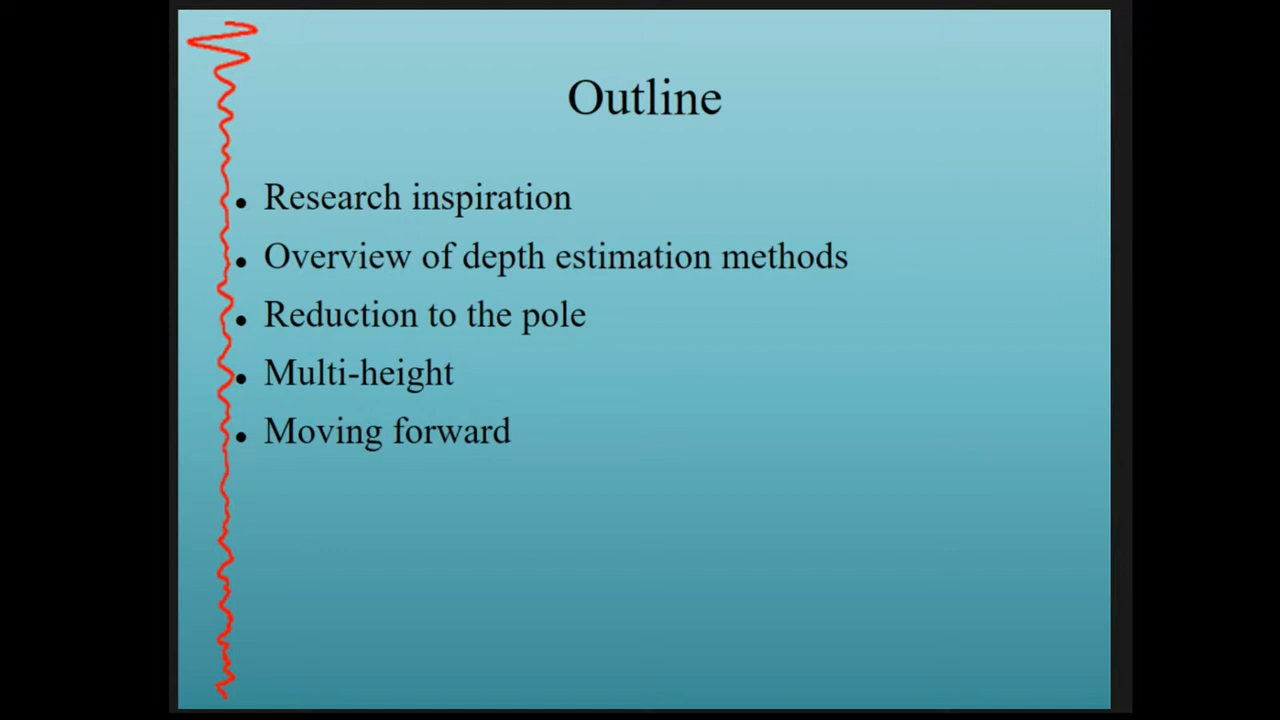 Outline
• Research inspiration
• Overview of depth estimation methods
• Reduction to the pole
• Multi-height
• Moving forward